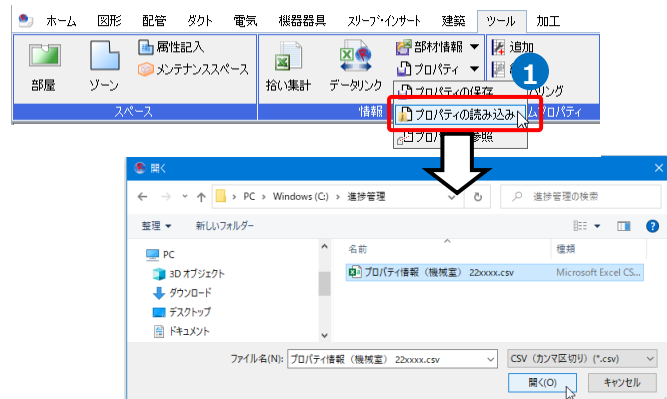 ホーム 図形 配管 ダクト 電気 機器器具 スリーブ・インサート 建築 ツール 加工
部屋 ゾーン 属性記入 メンテナンススペース
スペース
拾い集計 データリンク 部材情報 プロパティ
情報
追加
プロパティの保存
プロパティの読み込み
1
開く
PC › Windows (C:) › 進捗管理
進捗管理の検索
整理 新しいフォルダー
PC
3D オブジェクト
ダウンロード
デスクトップ
ドキュメント
名前 種類
プロパティ情報（機械室） 22xxxx.csv Microsoft Excel CS...
ファイル名(N): プロパティ情報（機械室） 22xxxx.csv CSV（カンマ区切り） (*.csv)
開く(O) キャンセル